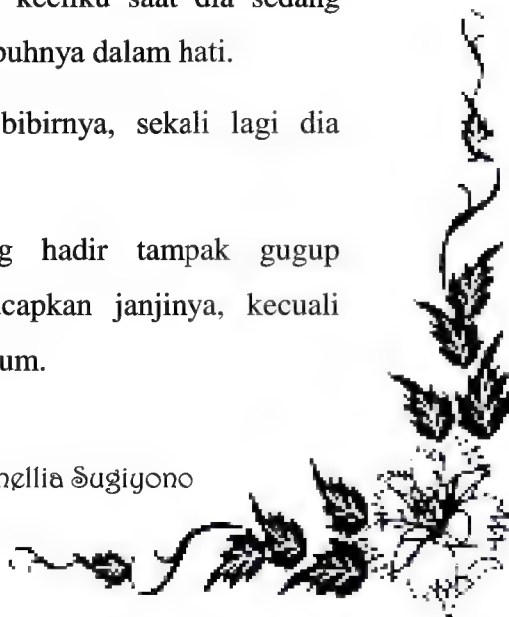 kecilku saat dia sedang
puhnya dalam hati.
bibirnya, sekali lagi dia
g hadir tampak gugup
capkan janjinya, kecuali
um.
ellia Sugiyono